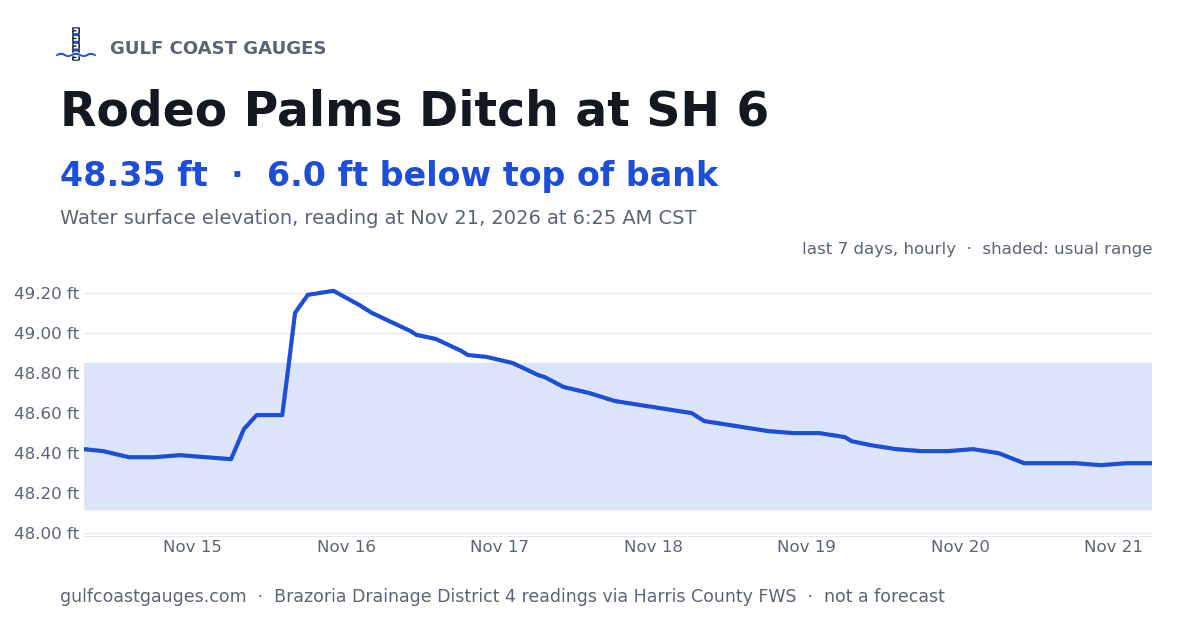 GULF COAST GAUGES
Rodeo Palms Ditch at SH 6
48.35 ft · 6.0 ft below top of bank
Water surface elevation, reading at Nov 21, 2026 at 6:25 AM CST
last 7 days, hourly · shaded: usual range
49.20 ft
49.00 ft
48.80 ft
48.60 ft
48.40 ft
48.20 ft
48.00 ft
Nov 15 Nov 16 Nov 17 Nov 18 Nov 19 Nov 20 Nov 21
gulfcoastgauges.com · Brazoria Drainage District 4 readings via Harris County FWS · not a forecast